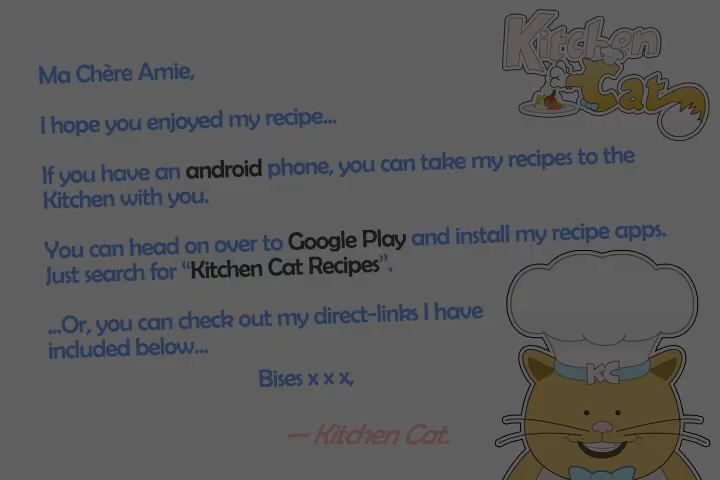 Kitchen
Cat
Ma Chère Amie,
I hope you enjoyed my recipe...
If you have an android phone, you can take my recipes to the
Kitchen with you.
You can head on over to Google Play and install my recipe apps.
Just search for “Kitchen Cat Recipes”.
...Or, you can check out my direct-links I have
included below...
Bises x x x,
— Kitchen Cat.
KC